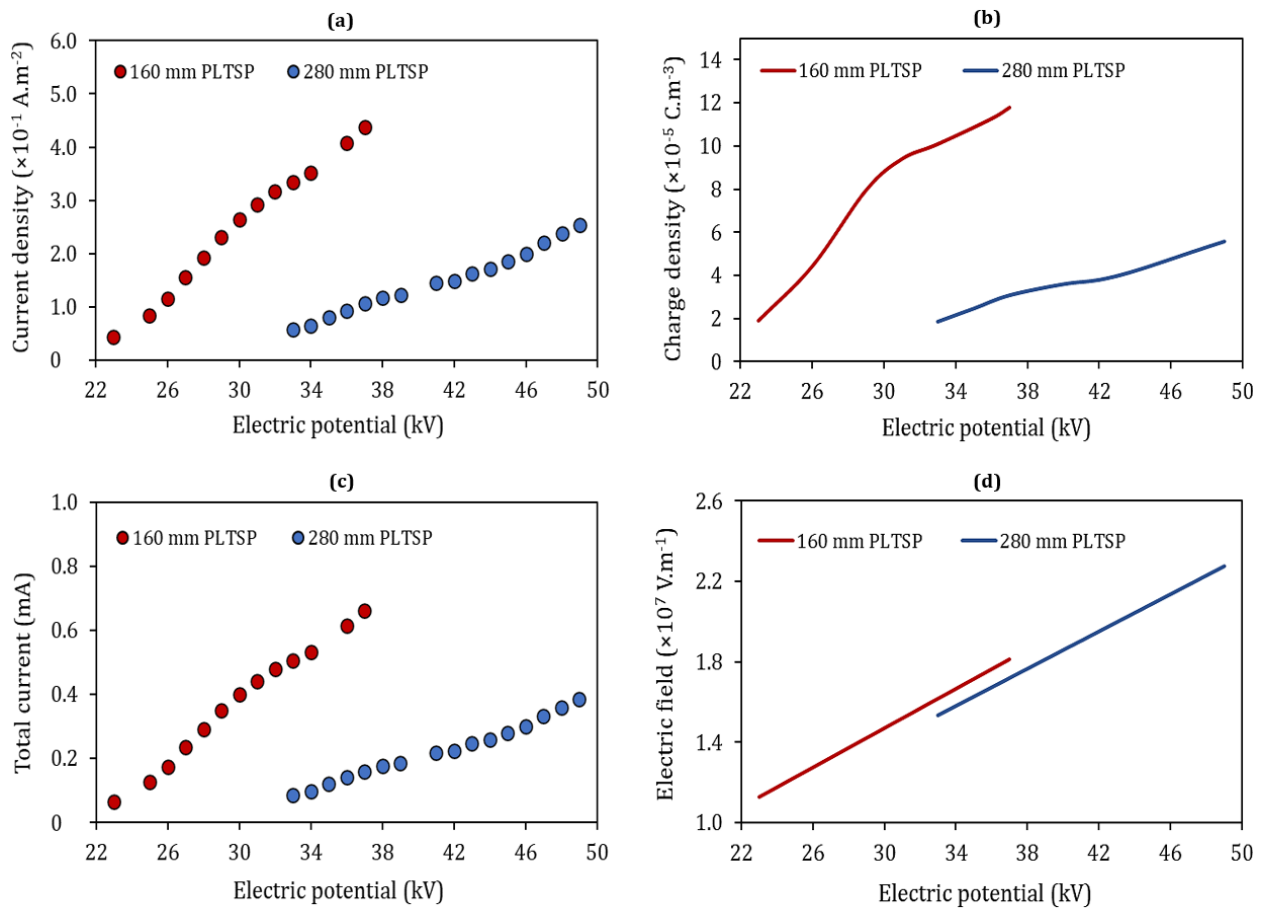 (a)
6.0
5.0
4.0
3.0
2.0
1.0
0
Current density (×10⁻¹ A.m⁻²)
160 mm PLTSP
280 mm PLTSP
22 26 30 34 38 42 46 50
Electric potential (kV)
(b)
14
12
10
8
6
4
2
0
Charge density (×10⁻⁵ C.m⁻³)
160 mm PLTSP
280 mm PLTSP
22 26 30 34 38 42 46 50
Electric potential (kV)
(c)
1.0
0.8
0.6
0.4
0.2
0
Total current (mA)
160 mm PLTSP
280 mm PLTSP
22 26 30 34 38 42 46 50
Electric potential (kV)
(d)
2.6
2.2
1.8
1.4
1.0
Electric field (×10⁷ V.m⁻¹)
160 mm PLTSP
280 mm PLTSP
22 26 30 34 38 42 46 50
Electric potential (kV)